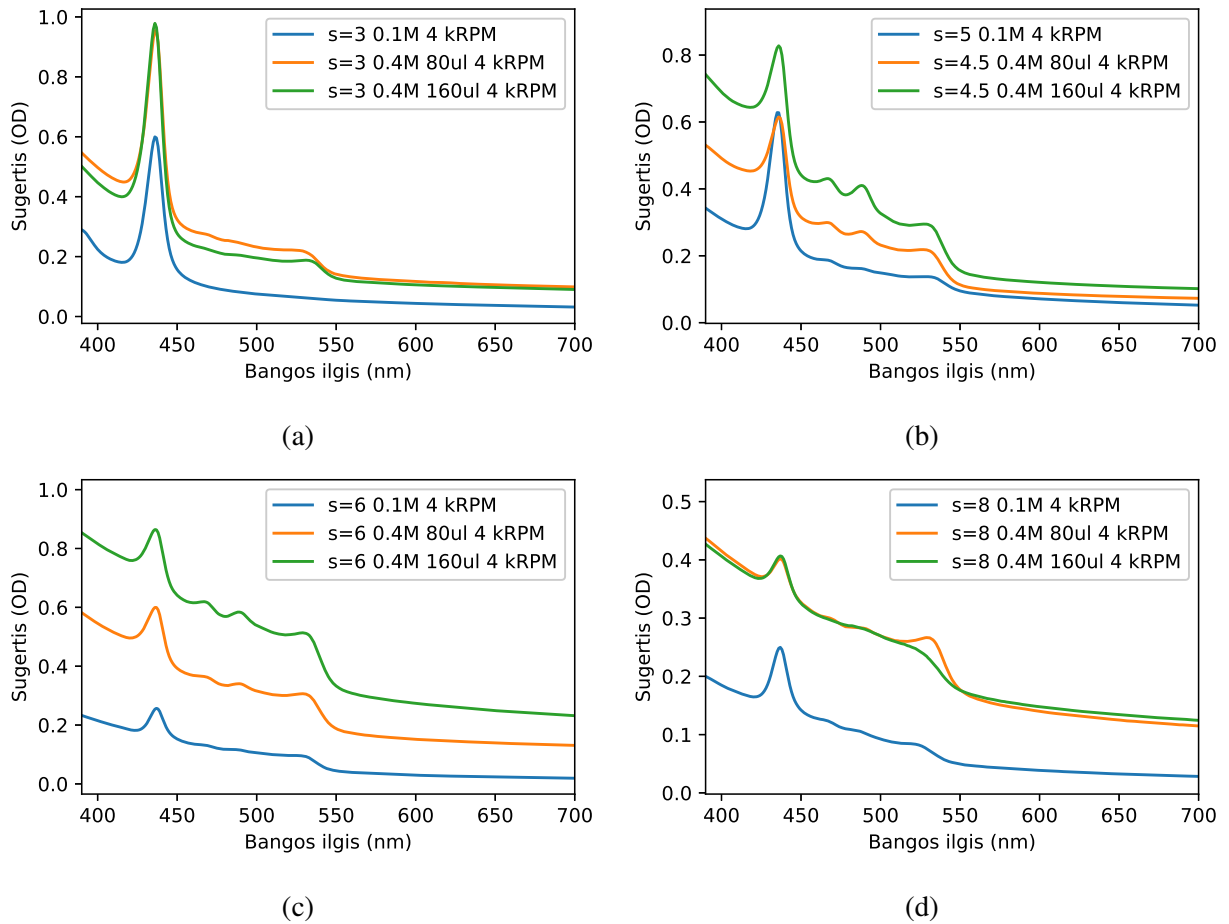 1.0
0.8
0.6
0.4
0.2
0.0
Sugertis (OD)
s=3 0.1M 4 kRPM
s=3 0.4M 80ul 4 kRPM
s=3 0.4M 160ul 4 kRPM
400 450 500 550 600 650 700
Bangos ilgis (nm)
(a)
0.8
0.6
0.4
0.2
0.0
Sugertis (OD)
s=5 0.1M 4 kRPM
s=4.5 0.4M 80ul 4 kRPM
s=4.5 0.4M 160ul 4 kRPM
400 450 500 550 600 650 700
Bangos ilgis (nm)
(b)
1.0
0.8
0.6
0.4
0.2
0.0
Sugertis (OD)
s=6 0.1M 4 kRPM
s=6 0.4M 80ul 4 kRPM
s=6 0.4M 160ul 4 kRPM
400 450 500 550 600 650 700
Bangos ilgis (nm)
(c)
0.5
0.4
0.3
0.2
0.1
0.0
Sugertis (OD)
s=8 0.1M 4 kRPM
s=8 0.4M 80ul 4 kRPM
s=8 0.4M 160ul 4 kRPM
400 450 500 550 600 650 700
Bangos ilgis (nm)
(d)